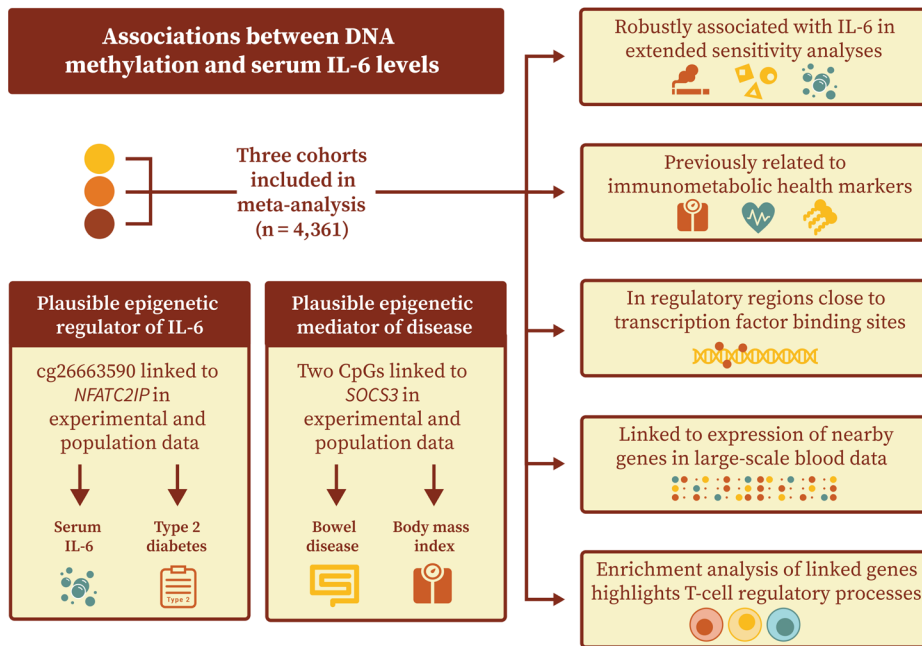 Associations between DNA
methylation and serum IL-6 levels
Three cohorts
included in
meta-analysis
(n = 4,361)
Plausible epigenetic
regulator of IL-6
cg26663590 linked to
NFATC2IP in
experimental and
population data
Serum
IL-6
Type 2
diabetes
Type 2
Plausible epigenetic
mediator of disease
Two CpGs linked to
SOCS3 in
experimental and
population data
Bowel
disease
Body mass
index
Robustly associated with IL-6 in
extended sensitivity analyses
Previously related to
immunometabolic health markers
In regulatory regions close to
transcription factor binding sites
Linked to expression of nearby
genes in large-scale blood data
Enrichment analysis of linked genes
highlights T-cell regulatory processes